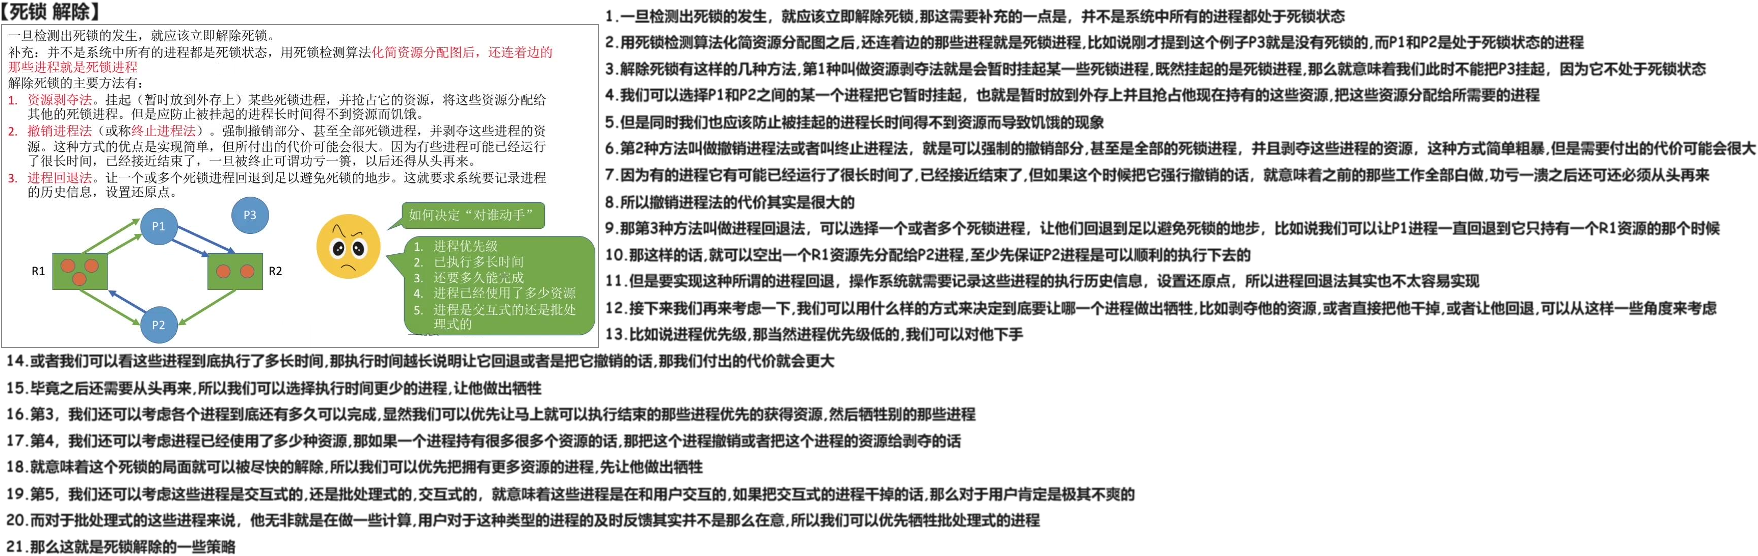 【死锁 解除】
一旦检测出死锁的发生，就应该立即解除死锁。
补充：并不是系统中所有的进程都是死锁状态，用死锁检测算法化简资源分配图后，还连着边的
那些进程就是死锁进程
解除死锁的主要方法有：
1. 资源剥夺法。挂起（暂时放到外存上）某些死锁进程，并抢占它的资源，将这些资源分配给
其他的死锁进程。但是应防止被挂起的进程长时间得不到资源而饥饿。
2. 撤销进程法（或称终止进程法）。强制撤销部分、甚至全部死锁进程，并剥夺这些进程的资
源。这种方式的优点是实现简单，但所付出的代价可能会很大。因为有些进程可能已经运行
了很长时间，已经接近结束了，一旦被终止可谓功亏一篑，以后还得从头再来。
3. 进程回退法。让一个或多个死锁进程回退到足以避免死锁的地步。这就要求系统要记录进程
的历史信息，设置还原点。
P1
P3
R1
R2
P2
如何决定“对谁动手”
1. 进程优先级
2. 已执行多长时间
3. 还要多久能完成
4. 进程已经使用了多少资源
5. 进程是交互式的还是批处
理式的
1.一旦检测出死锁的发生，就应该立即解除死锁,那这需要补充的一点是，并不是系统中所有的进程都处于死锁状态
2.用死锁检测算法化简资源分配图之后,还连着边的那些进程就是死锁进程,比如说刚才提到这个例子P3就是没有死锁的,而P1和P2是处于死锁状态的进程
3.解除死锁有这样的几种方法,第1种叫做资源剥夺法就是会暂时挂起某一些死锁进程,既然挂起的是死锁进程,那么就意味着我们此时不能把P3挂起，因为它不处于死锁状态
4.我们可以选择P1和P2之间的某一个进程把它暂时挂起，也就是暂时放到外存上并且抢占他现在持有的这些资源,把这些资源分配给所需要的进程
5.但是同时我们也应该防止被挂起的进程长时间得不到资源而导致饥饿的现象
6.第2种方法叫做撤销进程法或者叫终止进程法，就是可以强制的撤销部分,甚至是全部的死锁进程，并且剥夺这些进程的资源，这种方式简单粗暴,但是需要付出的代价可能会很大
7.因为有的进程它有可能已经运行了很长时间了,已经接近结束了,但如果这个时候把它强行撤销的话，就意味着之前的那些工作全部白做,功亏一溃之后还可还必须从头再来
8.所以撤销进程法的代价其实是很大的
9.那第3种方法叫做进程回退法，可以选择一个或者多个死锁进程，让他们回退到足以避免死锁的地步，比如说我们可以让P1进程一直回退到它只持有一个R1资源的那个时候
10.那这样的话,就可以空出一个R1资源先分配给P2进程,至少先保证P2进程是可以顺利的执行下去的
11.但是要实现这种所谓的进程回退，操作系统就需要记录这些进程的执行历史信息，设置还原点，所以进程回退法其实也不太容易实现
12.接下来我们再来考虑一下,我们可以用什么样的方式来决定到底要让哪一个进程做出牺牲,比如剥夺他的资源,或者直接把他干掉,或者让他回退,可以从这样一些角度来考虑
13.比如说进程优先级,那当然进程优先级低的,我们可以对他下手
14.或者我们可以看这些进程到底执行了多长时间,那执行时间越长说明让它回退或者是把它撤销的话,那我们付出的代价就会更大
15.毕竟之后还需要从头再来,所以我们可以选择执行时间更少的进程,让他做出牺牲
16.第3，我们还可以考虑各个进程到底还有多久可以完成,显然我们可以优先让马上就可以执行结束的那些进程优先的获得资源,然后牺牲别的那些进程
17.第4，我们还可以考虑进程已经使用了多少种资源,那如果一个进程持有很多很多个资源的话,那把这个进程撤销或者把这个进程的资源给剥夺的话
18.就意味着这个死锁的局面就可以被尽快的解除,所以我们可以优先把拥有更多资源的进程,先让他做出牺牲
19.第5，我们还可以考虑这些进程是交互式的,还是批处理式的,交互式的，就意味着这些进程是在和用户交互的,如果把交互式的进程干掉的话,那么对于用户肯定是极其不爽的
20.而对于批处理式的这些进程来说，他无非就是在做一些计算,用户对于这种类型的进程的及时反馈其实并不是那么在意,所以我们可以优先牺牲批处理式的进程
21.那么这就是死锁解除的一些策略